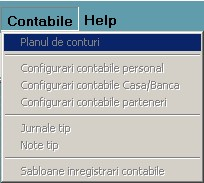 Contabile Help
Planul de conturi
Configurari contabile personal
Configurari contabile Casa/Banca
Configurari contabile parteneri
Jurnale tip
Note tip
Sabloane inregistrari contabile